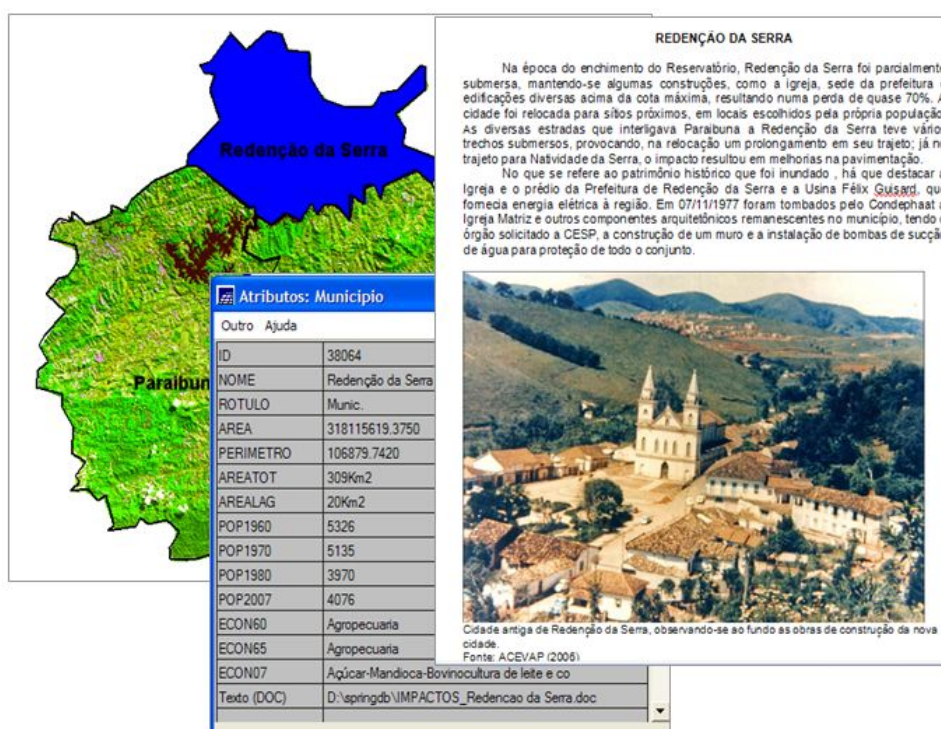 Redenção da Serra
Paraibun
Atributos: Municipio
Outro Ajuda
ID 38064
NOME Redenção da Serra
ROTULO Munic.
AREA 318115619.3750
PERIMETRO 106879.7420
AREATOT 309Km2
AREALAG 20Km2
POP1960 5326
POP1970 5135
POP1980 3970
POP2007 4076
ECON60 Agropecuaria
ECON65 Agropecuaria
ECON07 Açúcar-Mandioca-Bovinocultura de leite e co
Texto (DOC) D:\springdb\IMPACTOS_Redencao da Serra.doc
REDENÇÃO DA SERRA
Na época do enchimento do Reservatório, Redenção da Serra foi parcialmente
submersa, mantendo-se algumas construções, como a igreja, sede da prefeitura
edificações diversas acima da cota máxima, resultando numa perda de quase 70%. A
cidade foi relocada para sítios próximos, em locais escolhidos pela própria população
As diversas estradas que interligava Paraibuna a Redenção da Serra teve vário
trechos submersos, provocando, na relocação um prolongamento em seu trajeto; já no
trajeto para Natividade da Serra, o impacto resultou em melhorias na pavimentação.
No que se refere ao patrimônio histórico que foi inundado , há que destacar a
Igreja e o prédio da Prefeitura de Redenção da Serra e a Usina Félix Guisard, qu
fornecia energia elétrica à região. Em 07/11/1977 foram tombados pelo Condephaat a
Igreja Matriz e outros componentes arquitetônicos remanescentes no município, tendo o
órgão solicitado a CESP, a construção de um muro e a instalação de bombas de sucção
de água para proteção de todo o conjunto.
Cidade antiga de Redenção da Serra, observando-se ao fundo as obras de construção da nova
cidade.
Fonte: ACEVAP (2006)